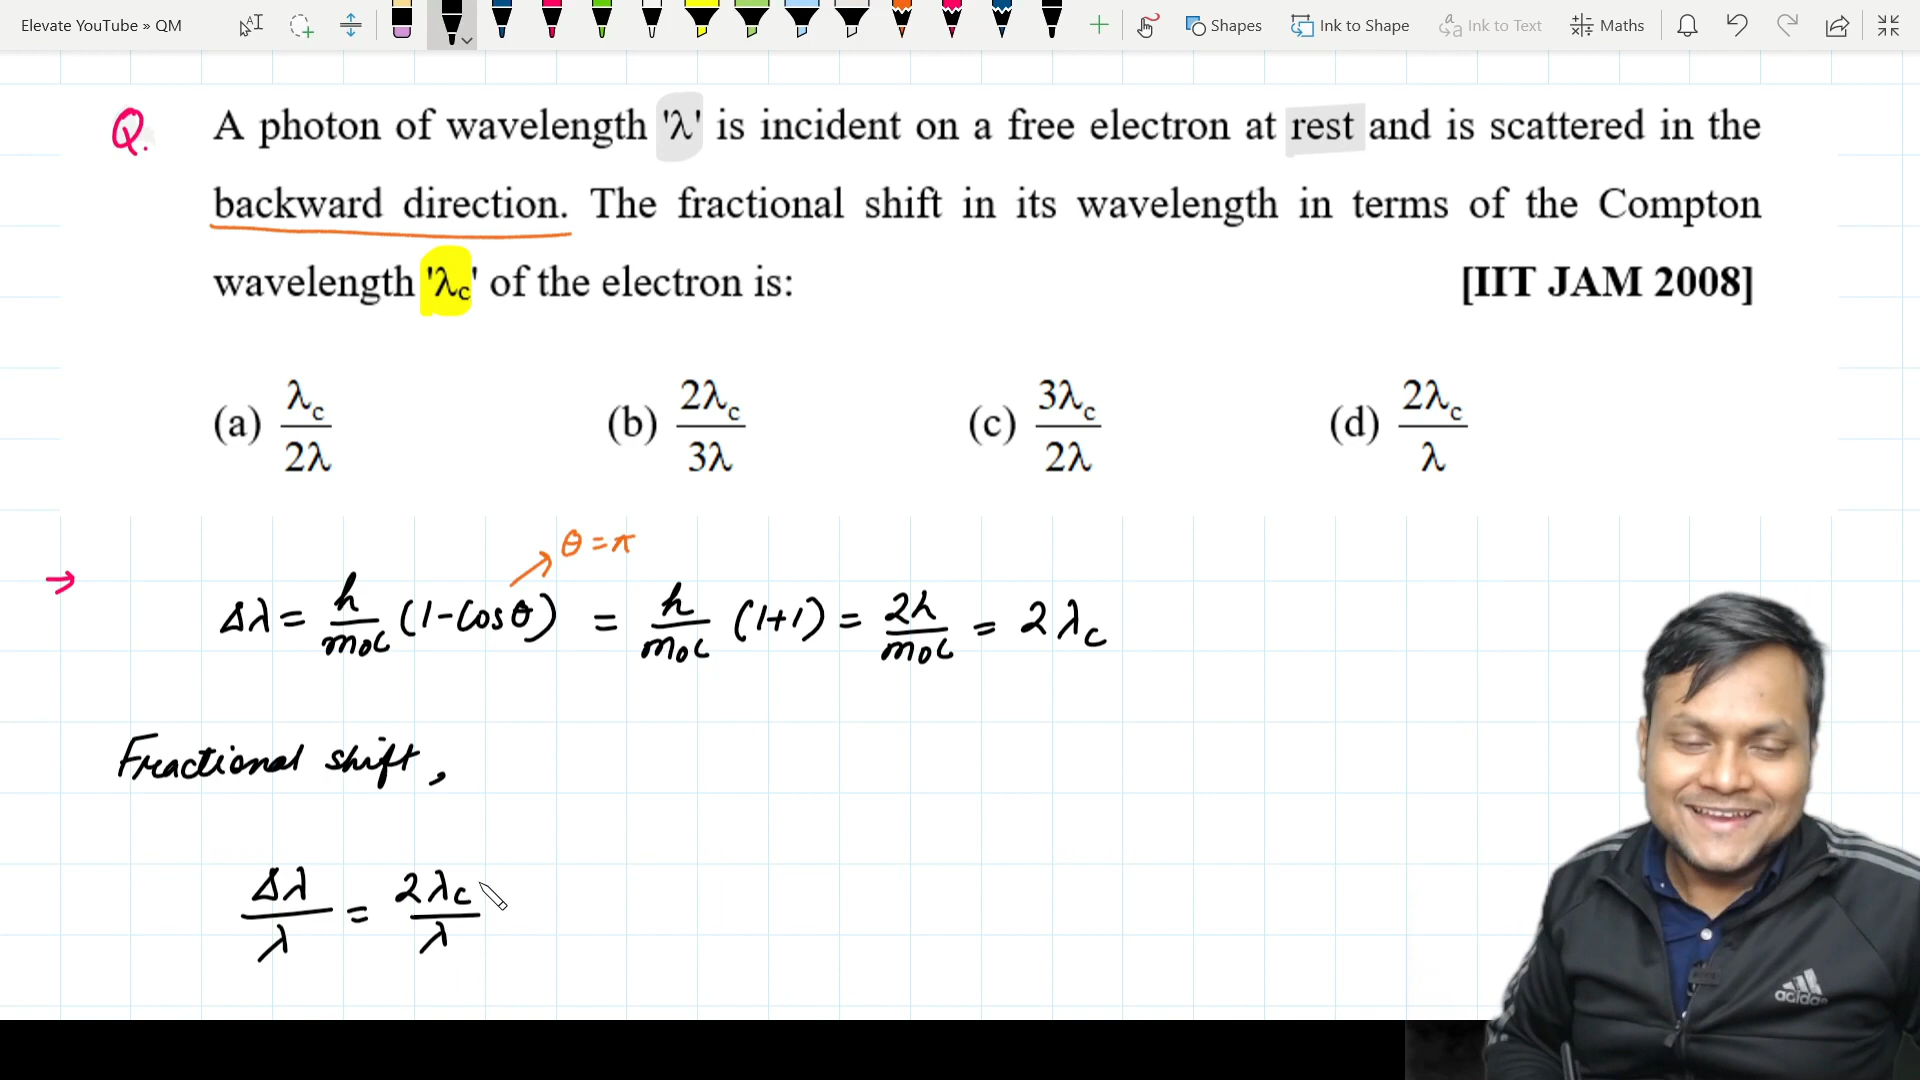 Elevate YouTube » QM
Shapes
Ink to Shape
Ink to Text
Maths
Q. A photon of wavelength 'λ' is incident on a free electron at rest and is scattered in the
backward direction. The fractional shift in its wavelength in terms of the Compton
wavelength 'λc' of the electron is: [IIT JAM 2008]
(a) λc/2λ (b) 2λc/3λ (c) 3λc/2λ (d) 2λc/λ
θ = π
→ Δλ = h/m₀c (1-Cosθ) = h/m₀c (1+1) = 2h/m₀c = 2λc
Fractional shift,
Δλ/λ = 2λc/λ
adidas